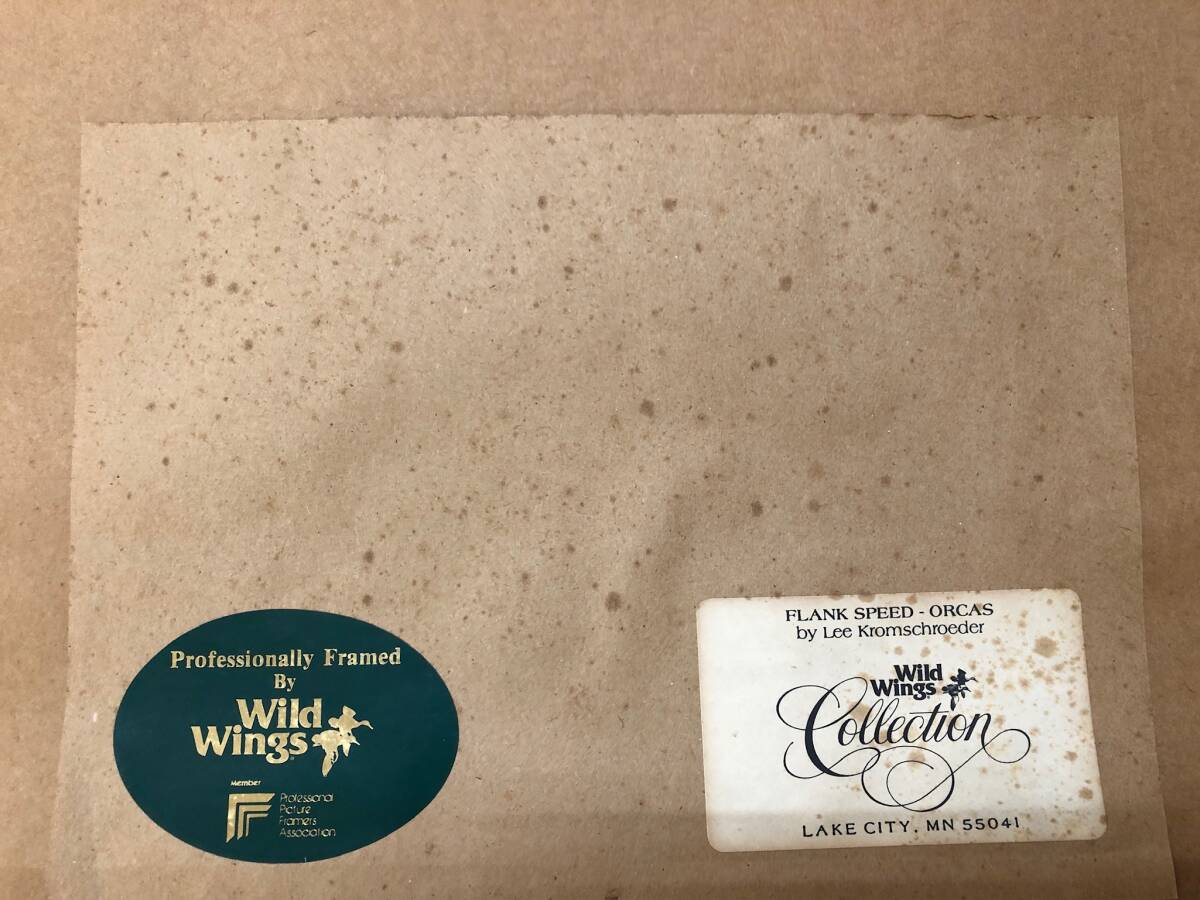 Professionally Framed
By
Wild
Wings®
Member
Professional
Picture
Framers
Association
FLANK SPEED - ORCAS
by Lee Kromschroeder
Wild
Wings®
Collection
LAKE CITY, MN 55041